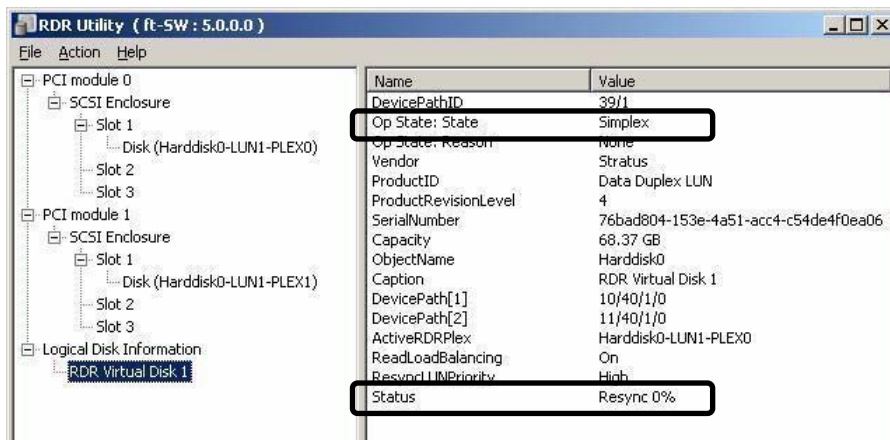 RDR Utility ( ft-SW : 5.0.0.0 )
File Action Help
PCI module 0
SCSI Enclosure
Slot 1
Disk (Harddisk0-LUN1-PLEX0)
Slot 2
Slot 3
PCI module 1
SCSI Enclosure
Slot 1
Disk (Harddisk0-LUN1-PLEX1)
Slot 2
Slot 3
Logical Disk Information
RDR Virtual Disk 1
Name Value
DevicePathID 39/1
Op State: State Simplex
Op State: Reason None
Vendor Stratus
ProductID Data Duplex LUN
ProductRevisionLevel 4
SerialNumber 76bad804-153e-4a51-acc4-c54de4f0ea06
Capacity 68.37 GB
ObjectName Harddisk0
Caption RDR Virtual Disk 1
DevicePath[1] 10/40/1/0
DevicePath[2] 11/40/1/0
ActiveRDRPlex Harddisk0-LUN1-PLEX0
ReadLoadBalancing On
ResyncLUNPriority High
Status Resync 0%